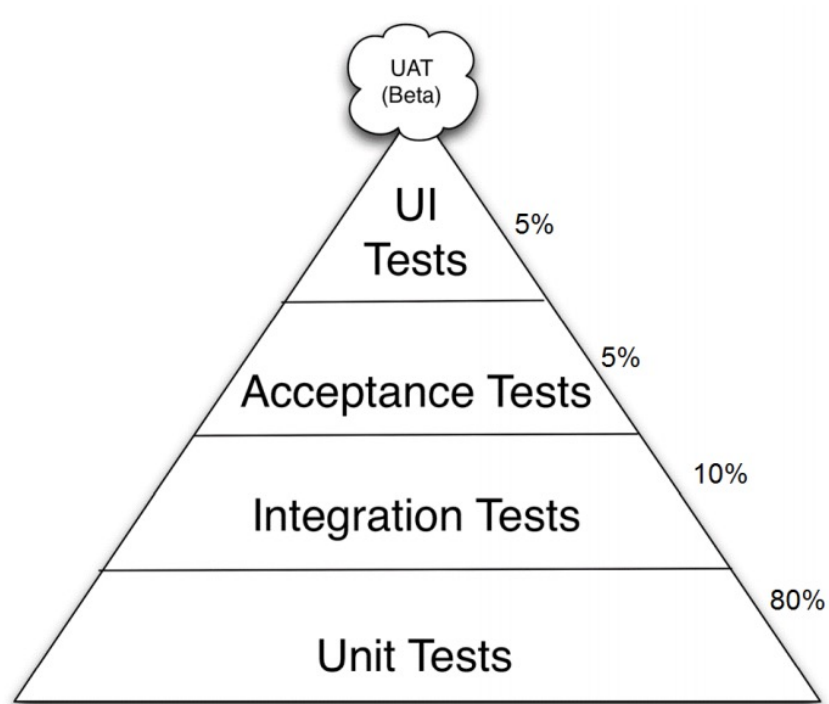 UAT
(Beta)
UI
Tests
5%
5%
Acceptance Tests
10%
Integration Tests
80%
Unit Tests